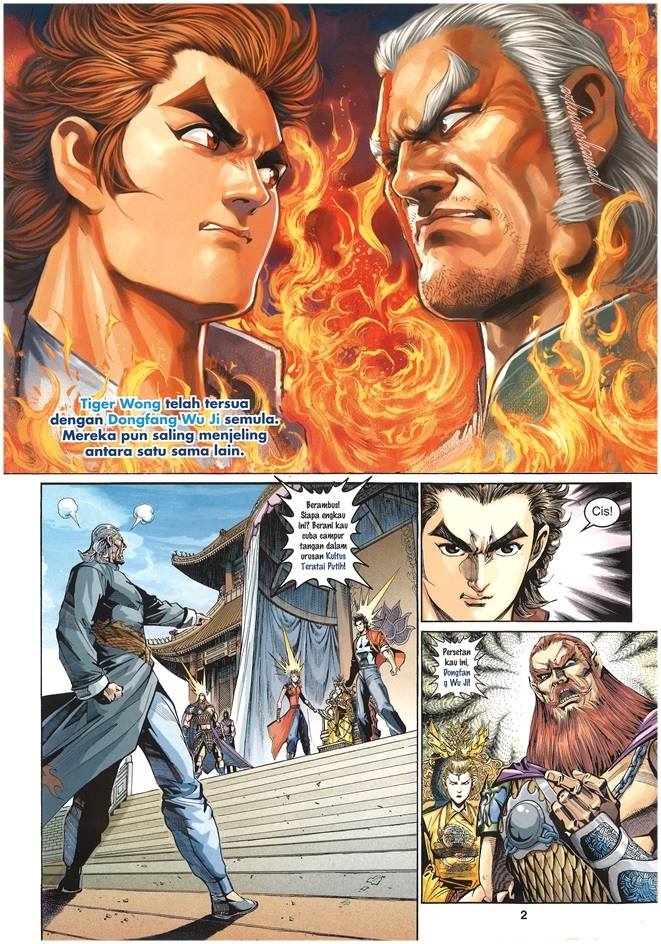 Tiger Wong telah tersua
dengan Dongfang Wu Ji semula.
Mereka pun saling menjeling
antara satu sama lain.
Berambus!
Siapa engkau
ini? Berani kau
cuba campur
tangan dalam
urusan Kultus
Teratai Putih!
Cis!
Persetan
kau ini,
Dongfan
g Wu Ji!
2